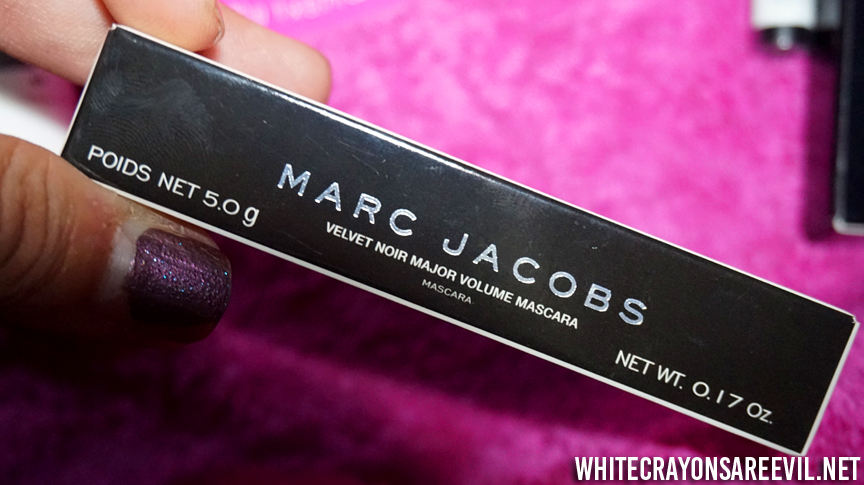 POIDS NET 5.0 g
MARC JACOBS
VELVET NOIR MAJOR VOLUME MASCARA
MASCARA
NET WT. 0.17 OZ.
WHITECRAYONSAREEVIL.NET